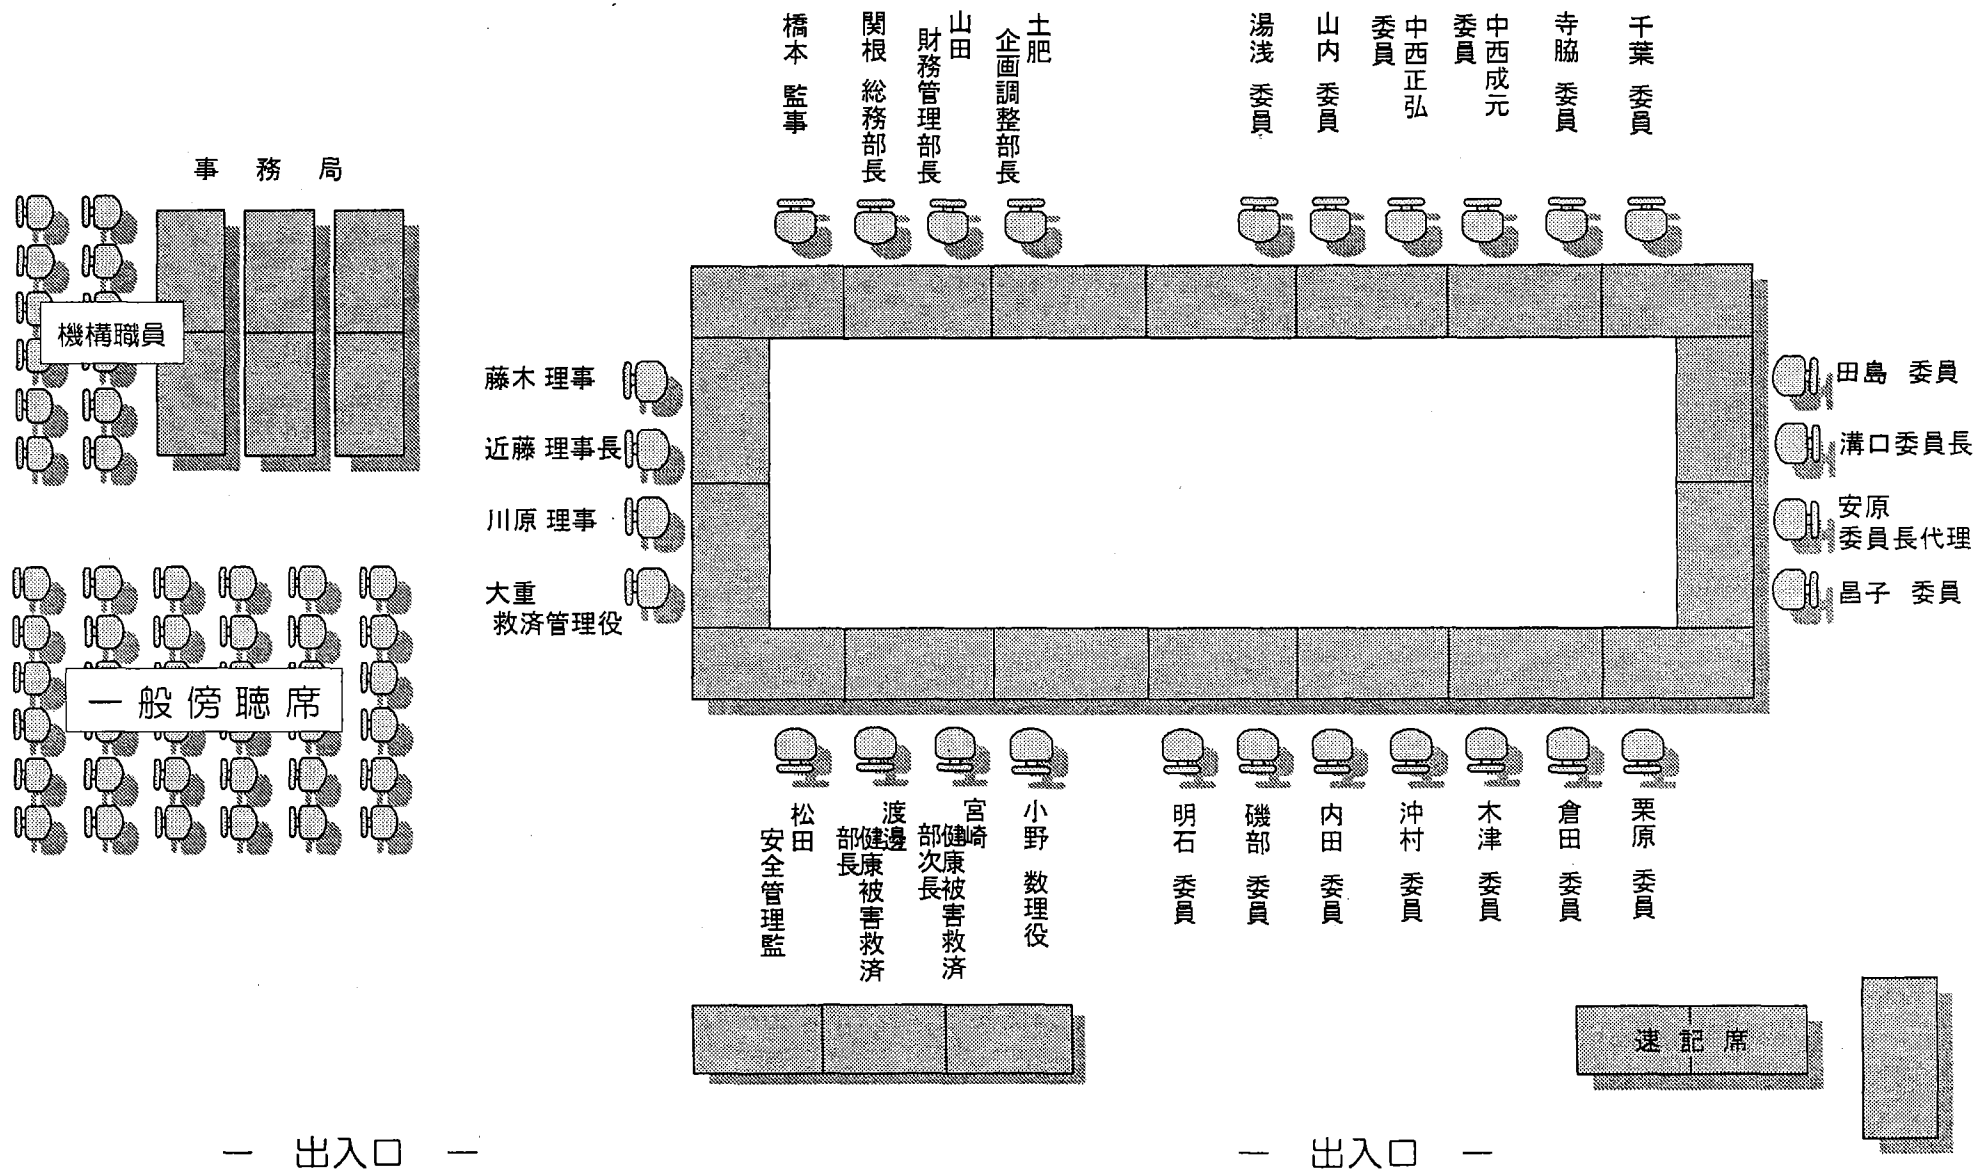 橋本 監事
関根 総務部長
山田
財務管理部長
土肥
企画調整部長
湯浅 委員
山内 委員
中西正弘
委員
中西成元
委員
寺脇 委員
千葉 委員
事務局
機構職員
藤木 理事
近藤 理事長
川原 理事
大重
救済管理役
田島 委員
溝口委員長
安原
委員長代理
昌子 委員
一般傍聴席
松田
安全管理監
渡邊
健康被害救済
部長
宮崎
健康被害救済
部次長
小野 数理役
明石 委員
磯部 委員
内田 委員
沖村 委員
木津 委員
倉田 委員
栗原 委員
速記席
― 出入口 ―
― 出入口 ―